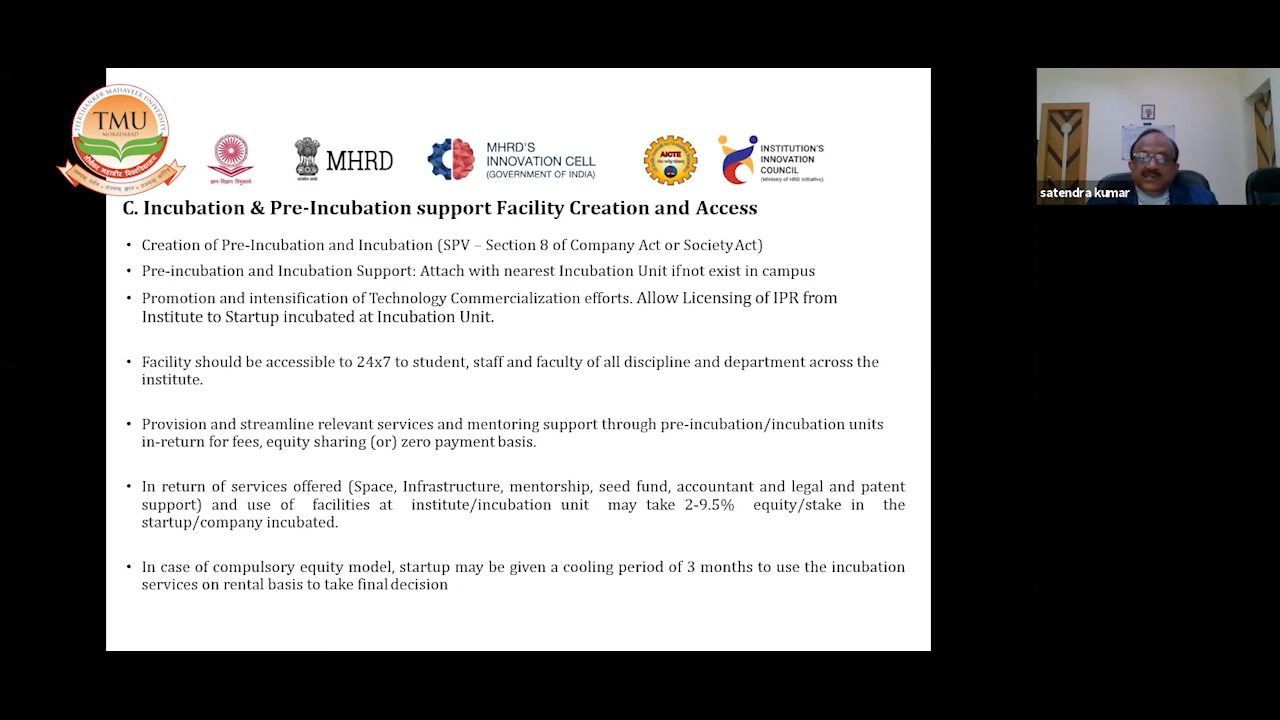 TEERTHANKER MAHAVEER UNIVERSITY
TMU
MORADABAD
तीर्थंकर महावीर विश्वविद्यालय
ज्ञान-विज्ञान विमुक्तये
MHRD
MHRD'S
INNOVATION CELL
(GOVERNMENT OF INDIA)
AICTE
INSTITUTION'S
INNOVATION
COUNCIL
(Ministry of HRD Initiative)
satendra kumar
C. Incubation & Pre-Incubation support Facility Creation and Access
• Creation of Pre-Incubation and Incubation (SPV – Section 8 of Company Act or Society Act)
• Pre-incubation and Incubation Support: Attach with nearest Incubation Unit ifnot exist in campus
• Promotion and intensification of Technology Commercialization efforts. Allow Licensing of IPR from
Institute to Startup incubated at Incubation Unit.
• Facility should be accessible to 24x7 to student, staff and faculty of all discipline and department across the
institute.
• Provision and streamline relevant services and mentoring support through pre-incubation/incubation units
in-return for fees, equity sharing (or) zero payment basis.
• In return of services offered (Space, Infrastructure, mentorship, seed fund, accountant and legal and patent
support) and use of facilities at institute/incubation unit may take 2-9.5% equity/stake in the
startup/company incubated.
• In case of compulsory equity model, startup may be given a cooling period of 3 months to use the incubation
services on rental basis to take final decision